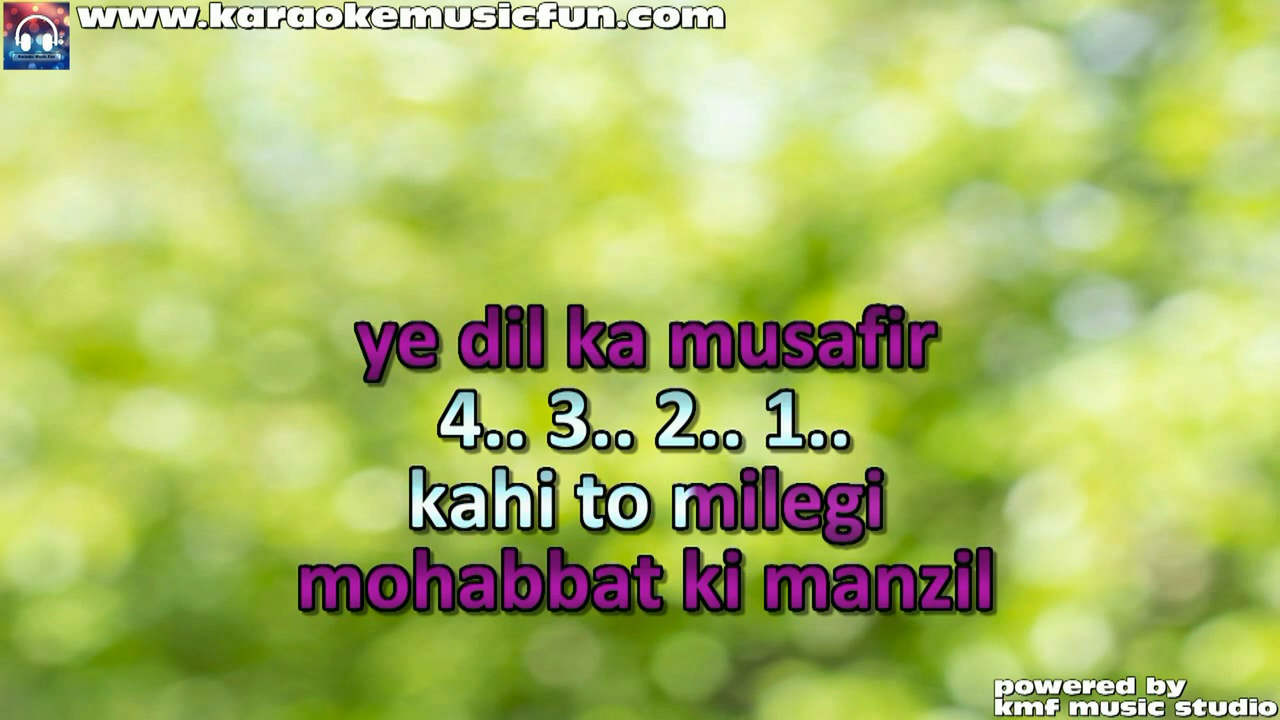 www.karaokemusicfun.com
ye dil ka musafir
4.. 3.. 2.. 1..
kahi to milegi
mohabbat ki manzil
powered by
kmf music studio